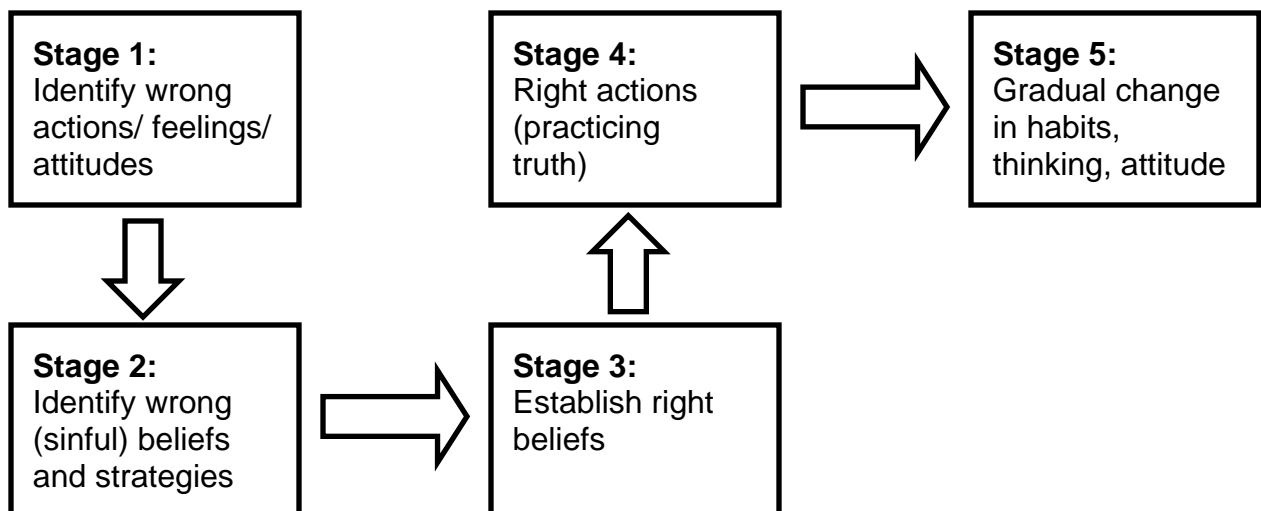 Stage 1:
Identify wrong
actions/ feelings/
attitudes
Stage 2:
Identify wrong
(sinful) beliefs
and strategies
Stage 3:
Establish right
beliefs
Stage 4:
Right actions
(practicing
truth)
Stage 5:
Gradual change
in habits,
thinking, attitude